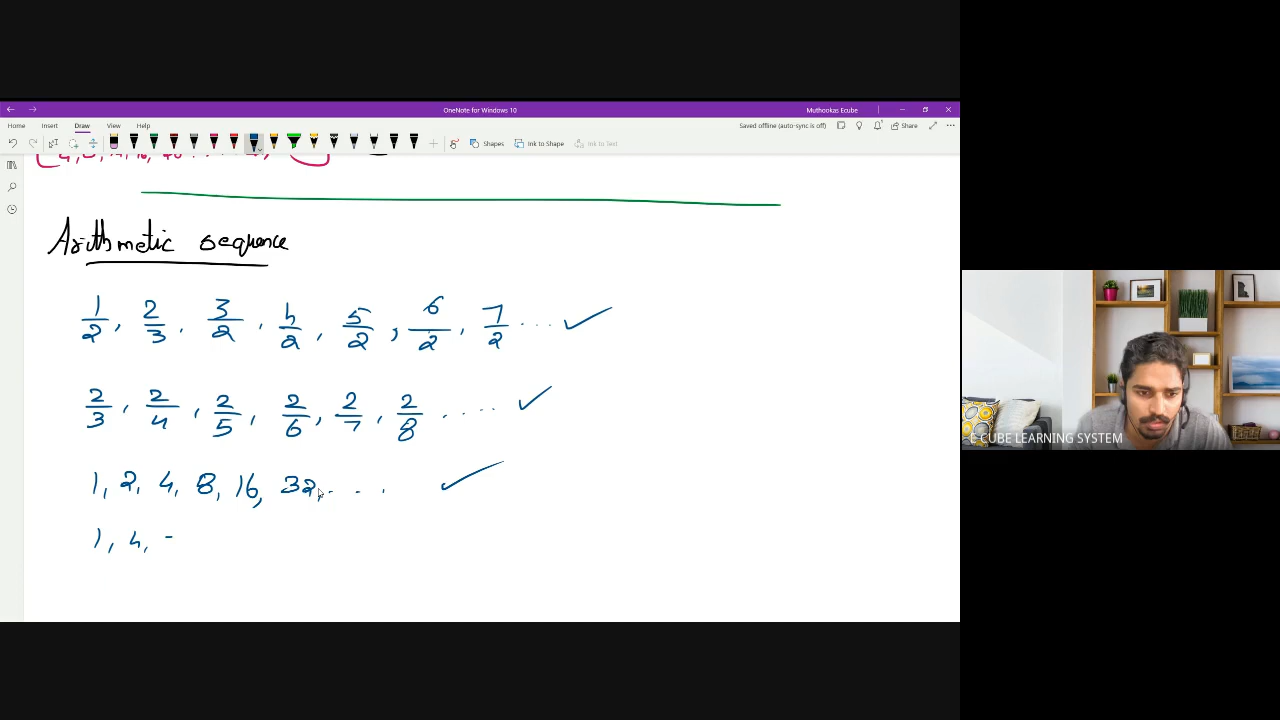 OneNote for Windows 10
Muthookas Ecube
Home Insert Draw View Help
Saved offline (auto-sync is off)
Share
Shapes
Ink to Shape
Ink to Text
Arithmetic sequence
1/2, 2/3, 3/2, 4/2, 5/2, 6/2, 7/2 ....
2/3, 2/4, 2/5, 2/6, 2/7, 2/8 ....
1, 2, 4, 8, 16, 32, ...
1, 4,
E CUBE LEARNING SYSTEM